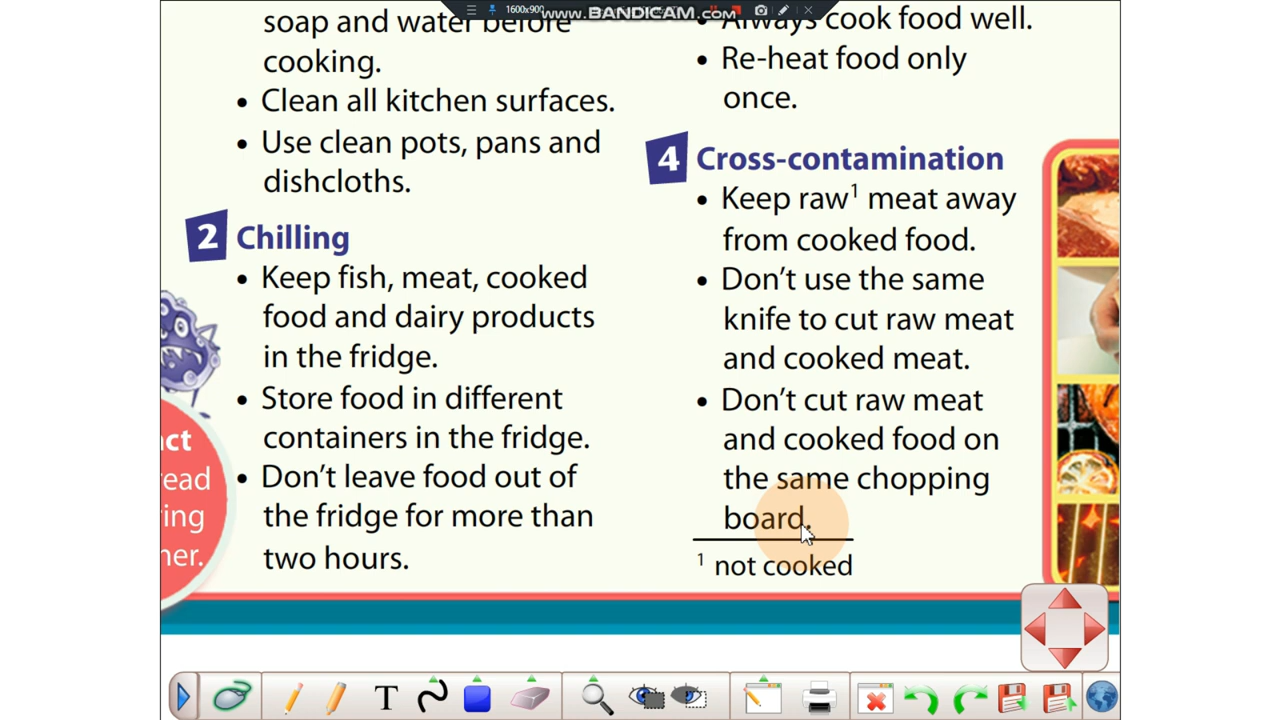 1600x900
www.BANDICAM.com
soap and water before
cooking.
• Clean all kitchen surfaces.
• Use clean pots, pans and
dishcloths.
2 Chilling
• Keep fish, meat, cooked
food and dairy products
in the fridge.
• Store food in different
containers in the fridge.
• Don't leave food out of
the fridge for more than
two hours.
Always cook food well.
• Re-heat food only
once.
4 Cross-contamination
• Keep raw¹ meat away
from cooked food.
• Don't use the same
knife to cut raw meat
and cooked meat.
• Don't cut raw meat
and cooked food on
the same chopping
board.
¹ not cooked
T